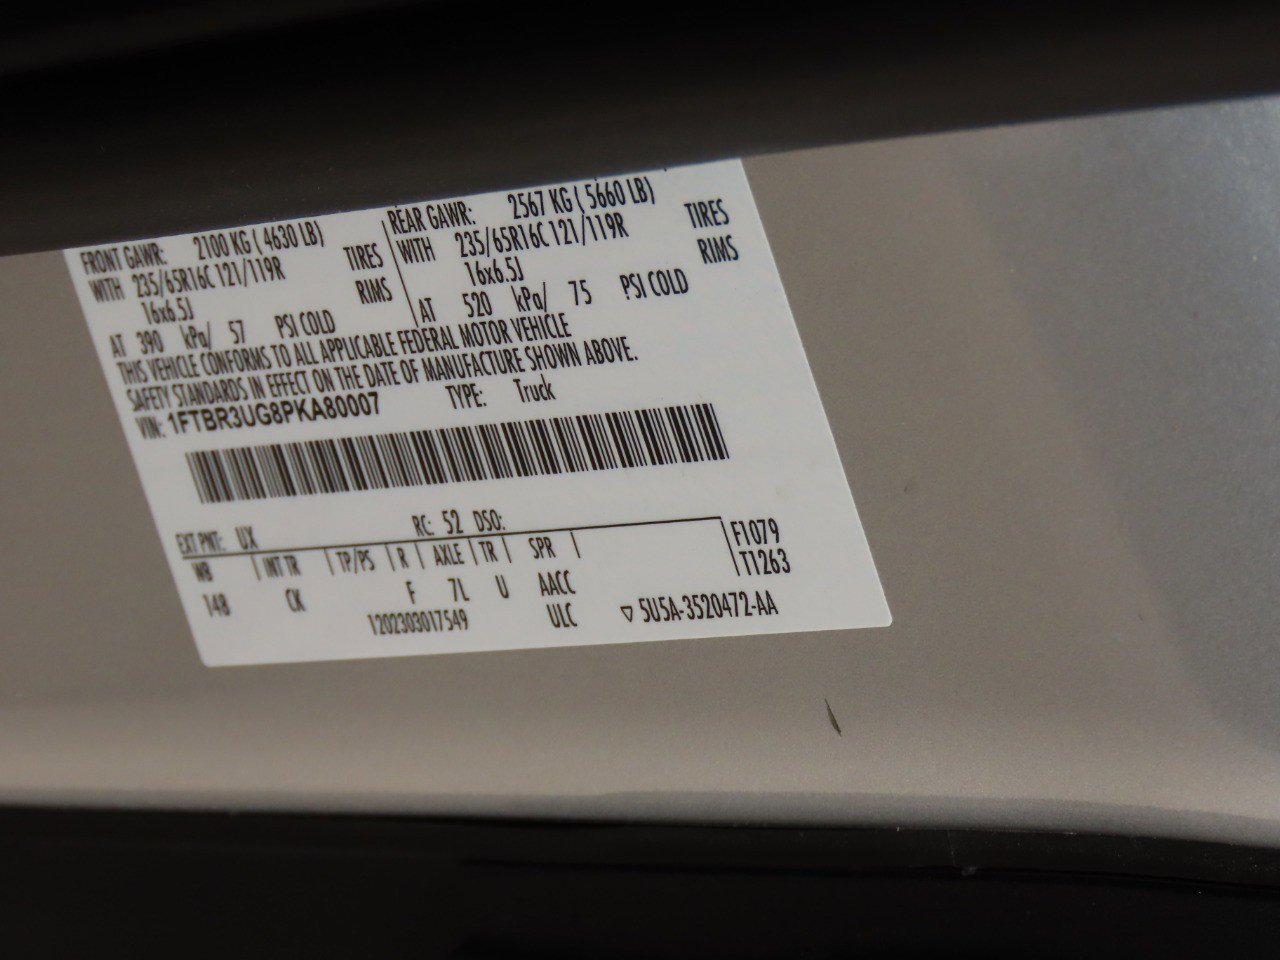 FRONT GAWR: 2100 KG ( 4630 LB) REAR GAWR: 2567 KG ( 5660 LB)
WITH 235/65R16C 121/119R TIRES WITH 235/65R16C 121/119R TIRES
16x6.5J RIMS 16x6.5J RIMS
AT 390 kPa/ 57 PSI COLD AT 520 kPa/ 75 PSI COLD
THIS VEHICLE CONFORMS TO ALL APPLICABLE FEDERAL MOTOR VEHICLE
SAFETY STANDARDS IN EFFECT ON THE DATE OF MANUFACTURE SHOWN ABOVE.
VIN: 1FTBR3UG8PKA80007 TYPE: Truck
EXT PNT: UX RC: 52 DSO:
WB INT TR TP/PS R AXLE TR SPR F1079
148 CK F 7L U AACC T1263
1202303017549 ULC ▽ 5U5A-3520472-AA